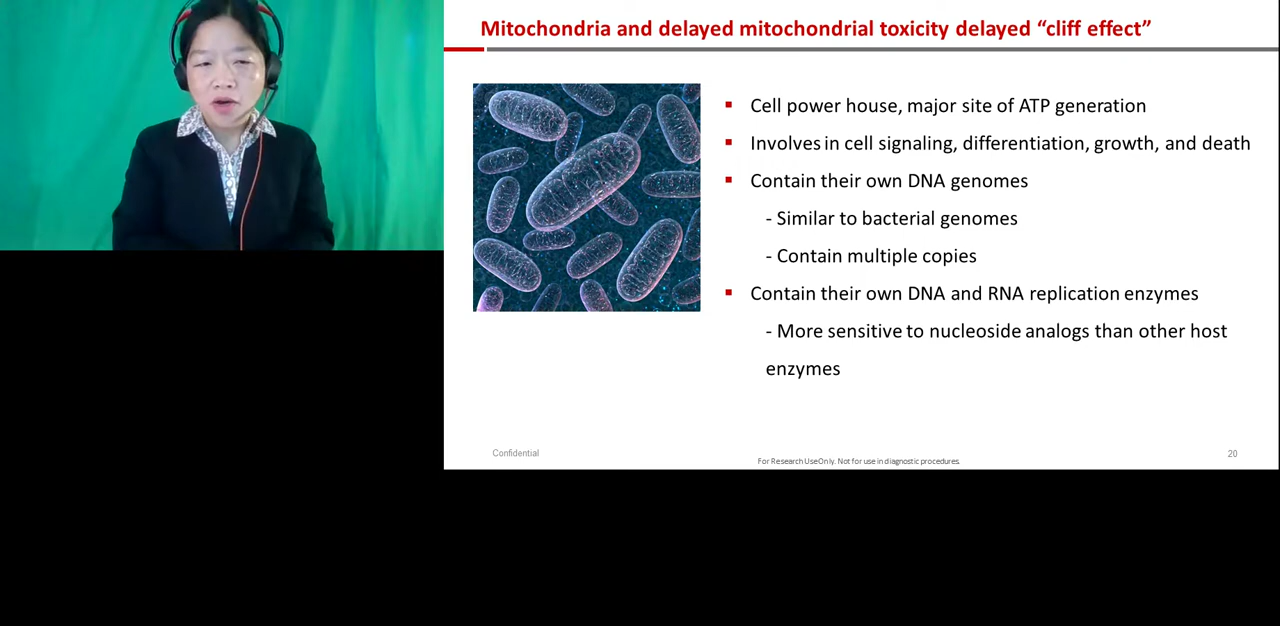 Mitochondria and delayed mitochondrial toxicity delayed “cliff effect”
▪ Cell power house, major site of ATP generation
▪ Involves in cell signaling, differentiation, growth, and death
▪ Contain their own DNA genomes
- Similar to bacterial genomes
- Contain multiple copies
▪ Contain their own DNA and RNA replication enzymes
- More sensitive to nucleoside analogs than other host
enzymes
Confidential
For Research UseOnly. Not for use in diagnostic procedures.
20